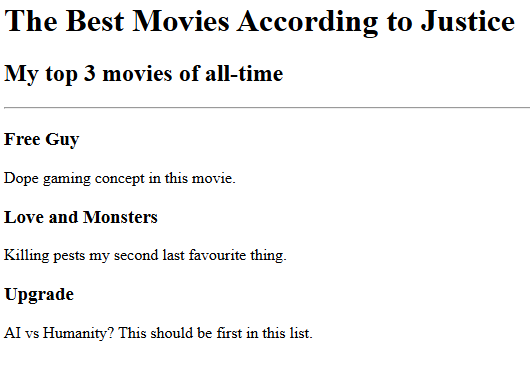 The Best Movies According to Justice
My top 3 movies of all-time
Free Guy
Dope gaming concept in this movie.
Love and Monsters
Killing pests my second last favourite thing.
Upgrade
AI vs Humanity? This should be first in this list.